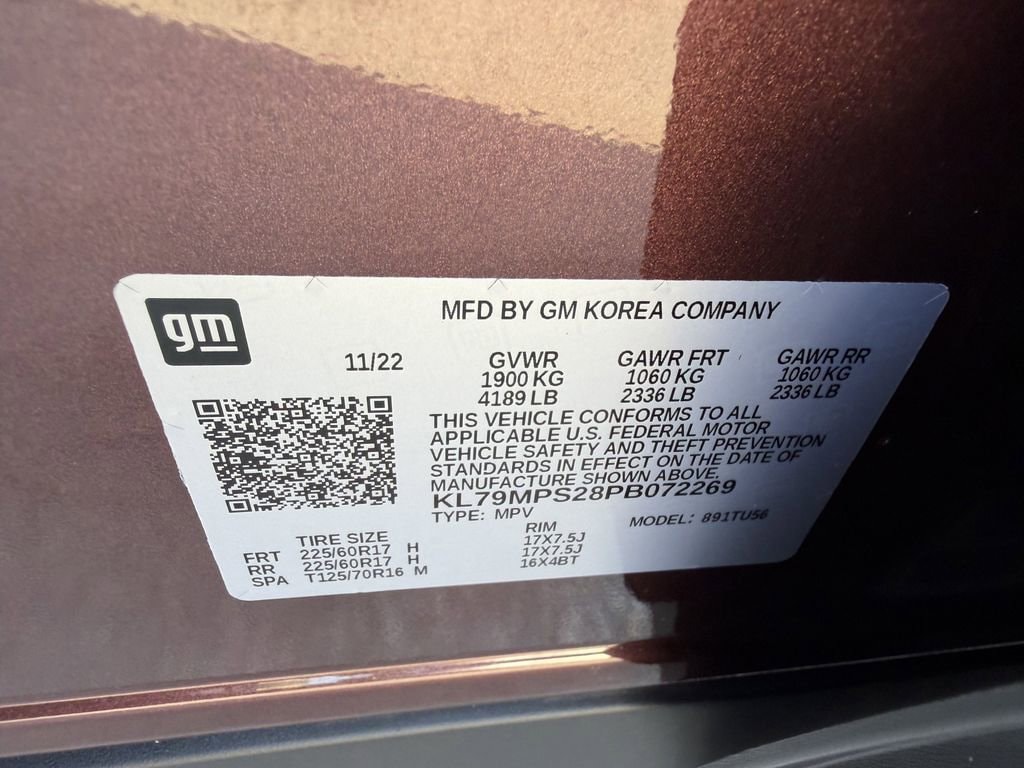 gm
MFD BY GM KOREA COMPANY
11/22 GVWR GAWR FRT GAWR RR
1900 KG 1060 KG 1060 KG
4189 LB 2336 LB 2336 LB
THIS VEHICLE CONFORMS TO ALL
APPLICABLE U.S. FEDERAL MOTOR
VEHICLE SAFETY AND THEFT PREVENTION
STANDARDS IN EFFECT ON THE DATE OF
MANUFACTURE SHOWN ABOVE.
KL79MPS28PB072269
TYPE: MPV MODEL: 891TU56
TIRE SIZE RIM
FRT 225/60R17 H 17X7.5J
RR 225/60R17 H 17X7.5J
SPA T125/70R16 M 16X4BT